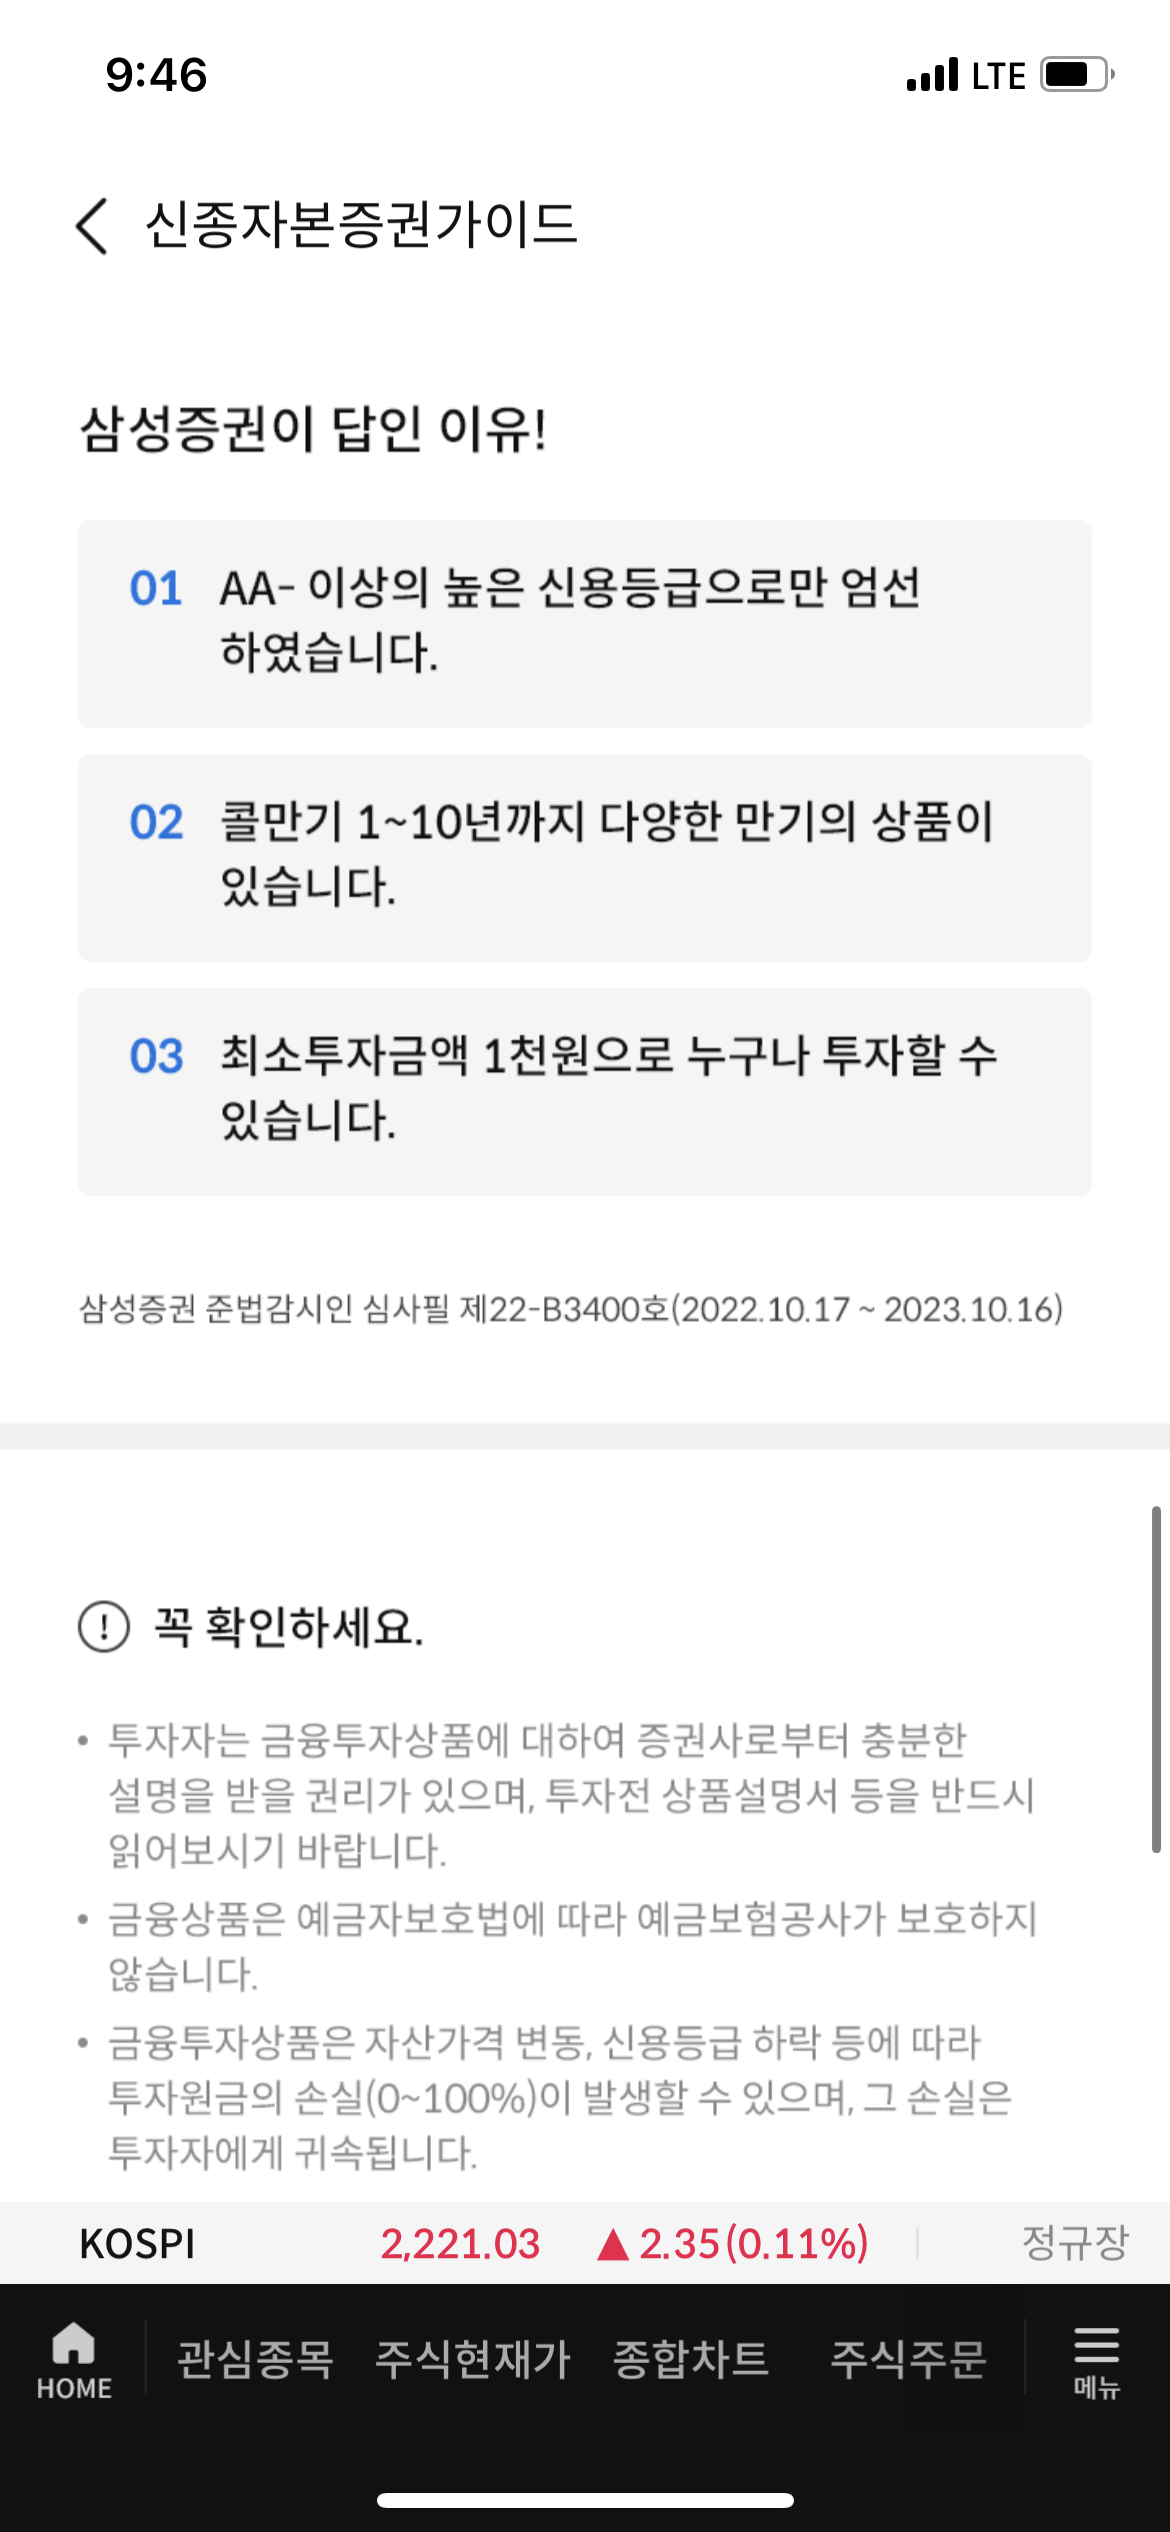 9:46
LTE
신종자본증권가이드
삼성증권이 답인 이유!
01 AA- 이상의 높은 신용등급으로만 엄선
하였습니다.
02 콜만기 1~10년까지 다양한 만기의 상품이
있습니다.
03 최소투자금액 1천원으로 누구나 투자할 수
있습니다.
삼성증권 준법감시인 심사필 제22-B3400호(2022.10.17 ~ 2023.10.16)
! 꼭 확인하세요.
• 투자자는 금융투자상품에 대하여 증권사로부터 충분한
설명을 받을 권리가 있으며, 투자전 상품설명서 등을 반드시
읽어보시기 바랍니다.
• 금융상품은 예금자보호법에 따라 예금보험공사가 보호하지
않습니다.
• 금융투자상품은 자산가격 변동, 신용등급 하락 등에 따라
투자원금의 손실(0~100%)이 발생할 수 있으며, 그 손실은
투자자에게 귀속됩니다.
KOSPI 2,221.03 ▲ 2.35(0.11%) 정규장
HOME 관심종목 주식현재가 종합차트 주식주문 메뉴